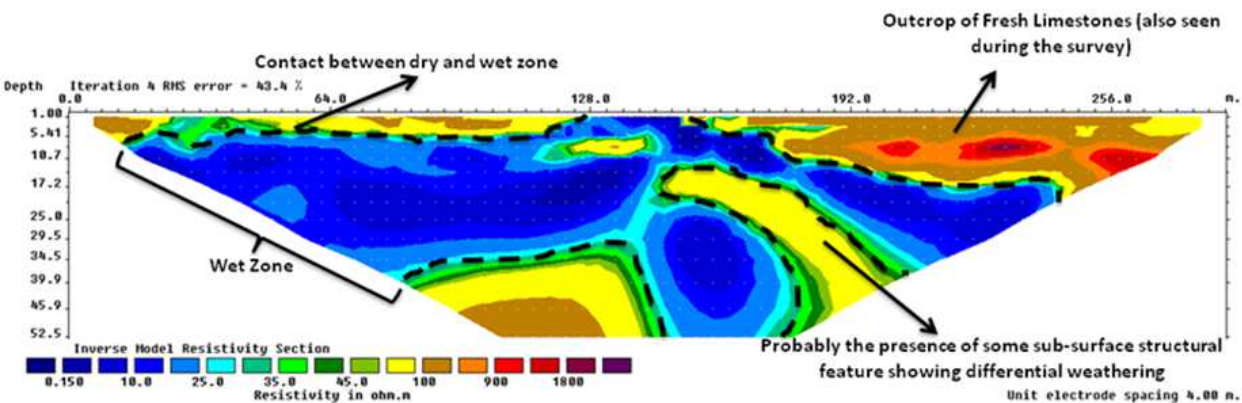 Outcrop of Fresh Limestones (also seen
during the survey)
Contact between dry and wet zone
Depth Iteration 4 RMS error = 43.4 %
0.0 64.0 128.0 192.0 256.0 m.
1.00
5.41
10.7
17.2
25.0
29.5
34.5
39.9
45.9
52.5
Wet Zone
Probably the presence of some sub-surface structural
feature showing differential weathering
Inverse Model Resistivity Section
0.150 10.0 25.0 35.0 45.0 100 900 1800
Resistivity in ohm.m
Unit electrode spacing 4.00 m.